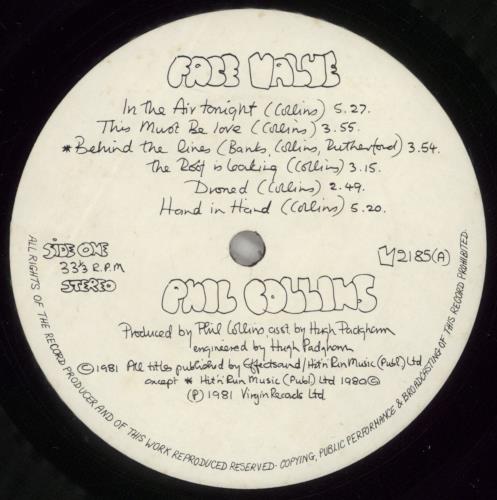 FACE VALUE
In the Air tonight (Collins) 5.27.
This Must Be love (Collins) 3.55.
* Behind the lines (Banks, Collins, Rutherford) 3.54.
the Roof is leaking (Collins) 3.15.
Droned (Collins) 2.49.
Hand in Hand (Collins) 5.20.
SiDE ONE
33⅓ R.P.M
STEREO
V2185(A)
PHIL COLLINS
Produced by Phil Collins asst. by Hugh Padgham
engineered by Hugh Padgham
©1981 All titles published by Effectsound/Hit'n'Run Music (Publ) Ltd
except * Hit'n'Run Music (Publ) Ltd 1980©
(P) 1981 Virgin Records Ltd
ALL RIGHTS OF THE RECORD PRODUCER AND OF THIS WORK REPRODUCED RESERVED · COPYING, PUBLIC PERFORMANCE & BROADCASTING OF THIS RECORD PROHIBITED